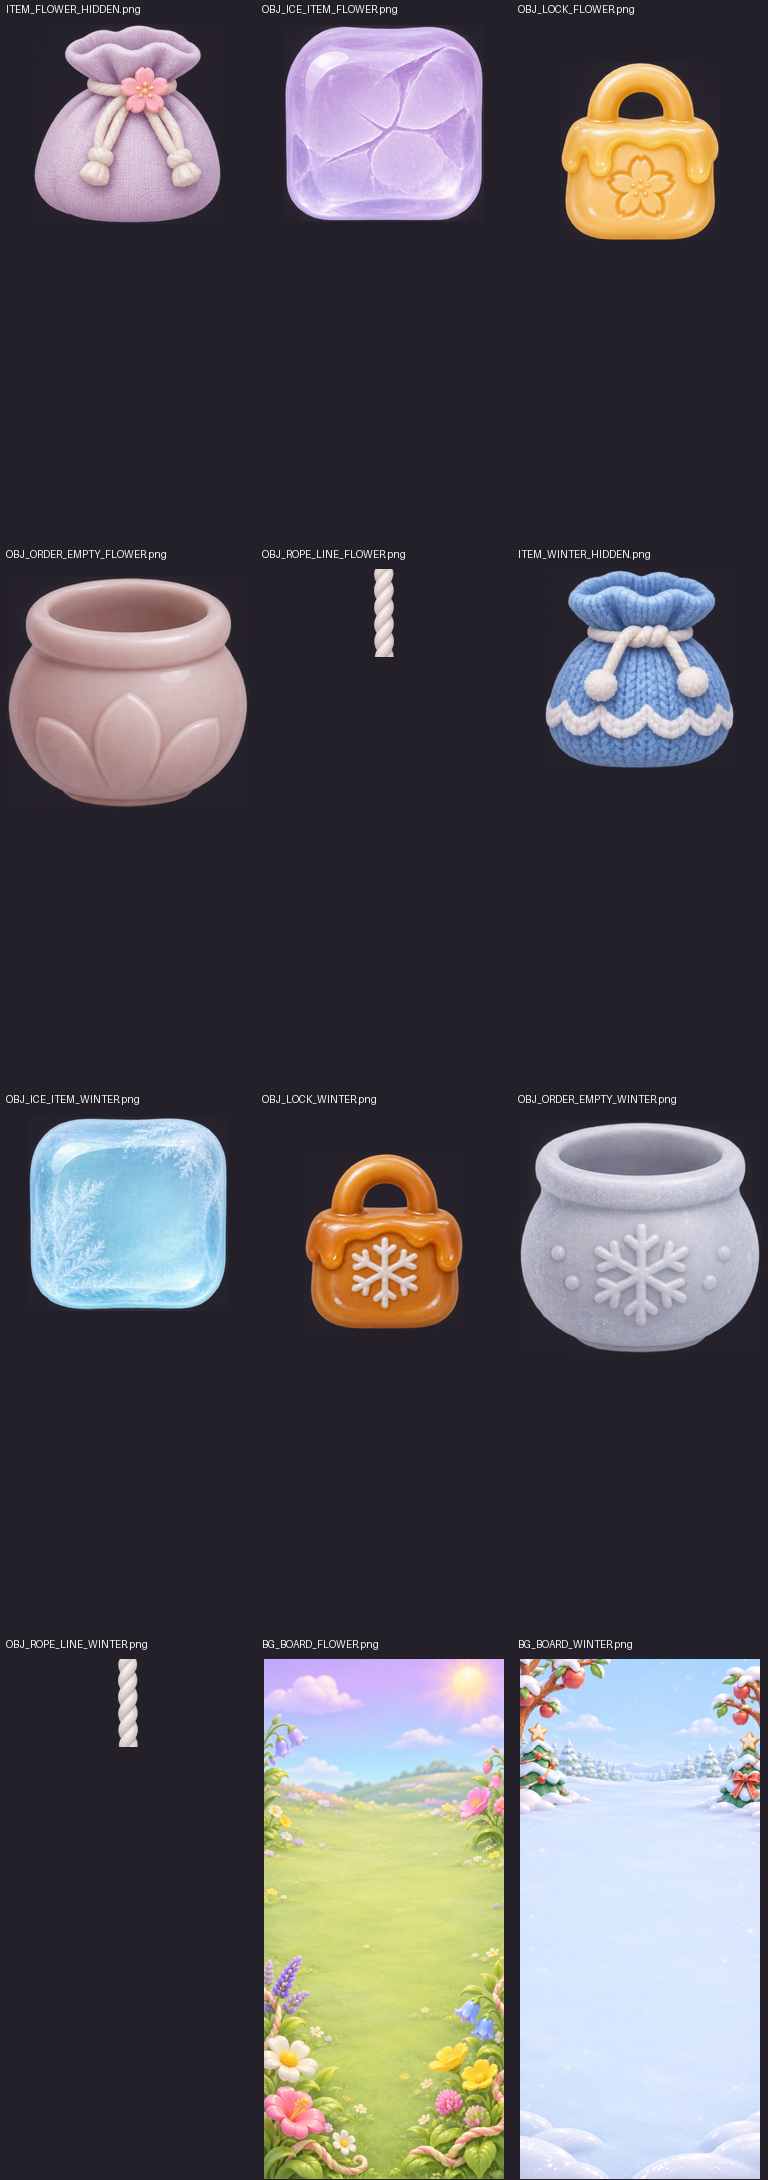 ITEM_FLOWER_HIDDEN.png
OBJ_ICE_ITEM_FLOWER.png
OBJ_LOCK_FLOWER.png
OBJ_ORDER_EMPTY_FLOWER.png
OBJ_ROPE_LINE_FLOWER.png
ITEM_WINTER_HIDDEN.png
OBJ_ICE_ITEM_WINTER.png
OBJ_LOCK_WINTER.png
OBJ_ORDER_EMPTY_WINTER.png
OBJ_ROPE_LINE_WINTER.png
BG_BOARD_FLOWER.png
BG_BOARD_WINTER.png